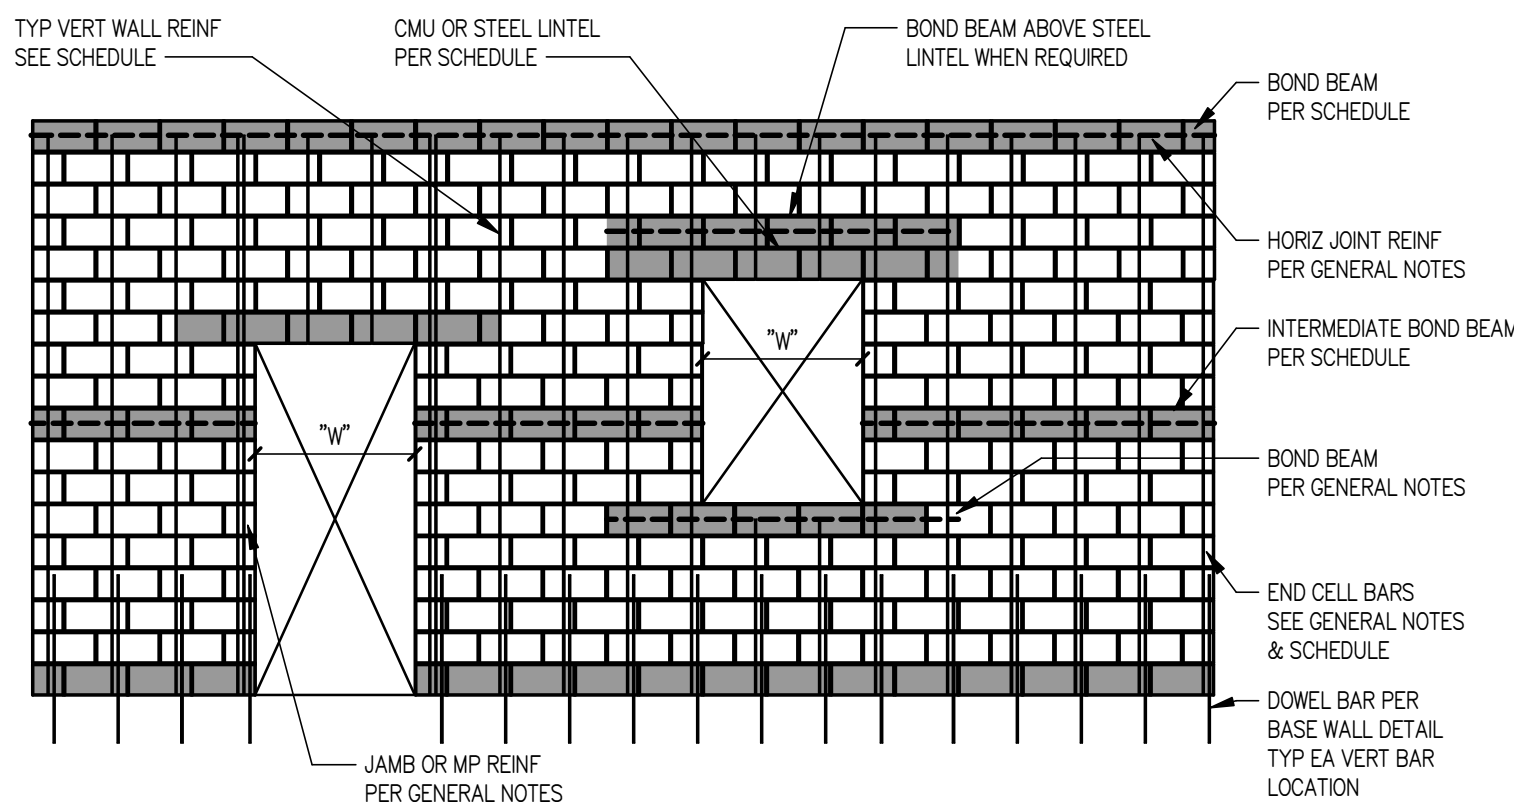 TYP VERT WALL REINF
SEE SCHEDULE
CMU OR STEEL LINTEL
PER SCHEDULE
BOND BEAM ABOVE STEEL
LINTEL WHEN REQUIRED
BOND BEAM
PER SCHEDULE
HORIZ JOINT REINF
PER GENERAL NOTES
INTERMEDIATE BOND BEAM
PER SCHEDULE
"W"
"W"
BOND BEAM
PER GENERAL NOTES
END CELL BARS
SEE GENERAL NOTES
& SCHEDULE
DOWEL BAR PER
BASE WALL DETAIL
TYP EA VERT BAR
LOCATION
JAMB OR MP REINF
PER GENERAL NOTES